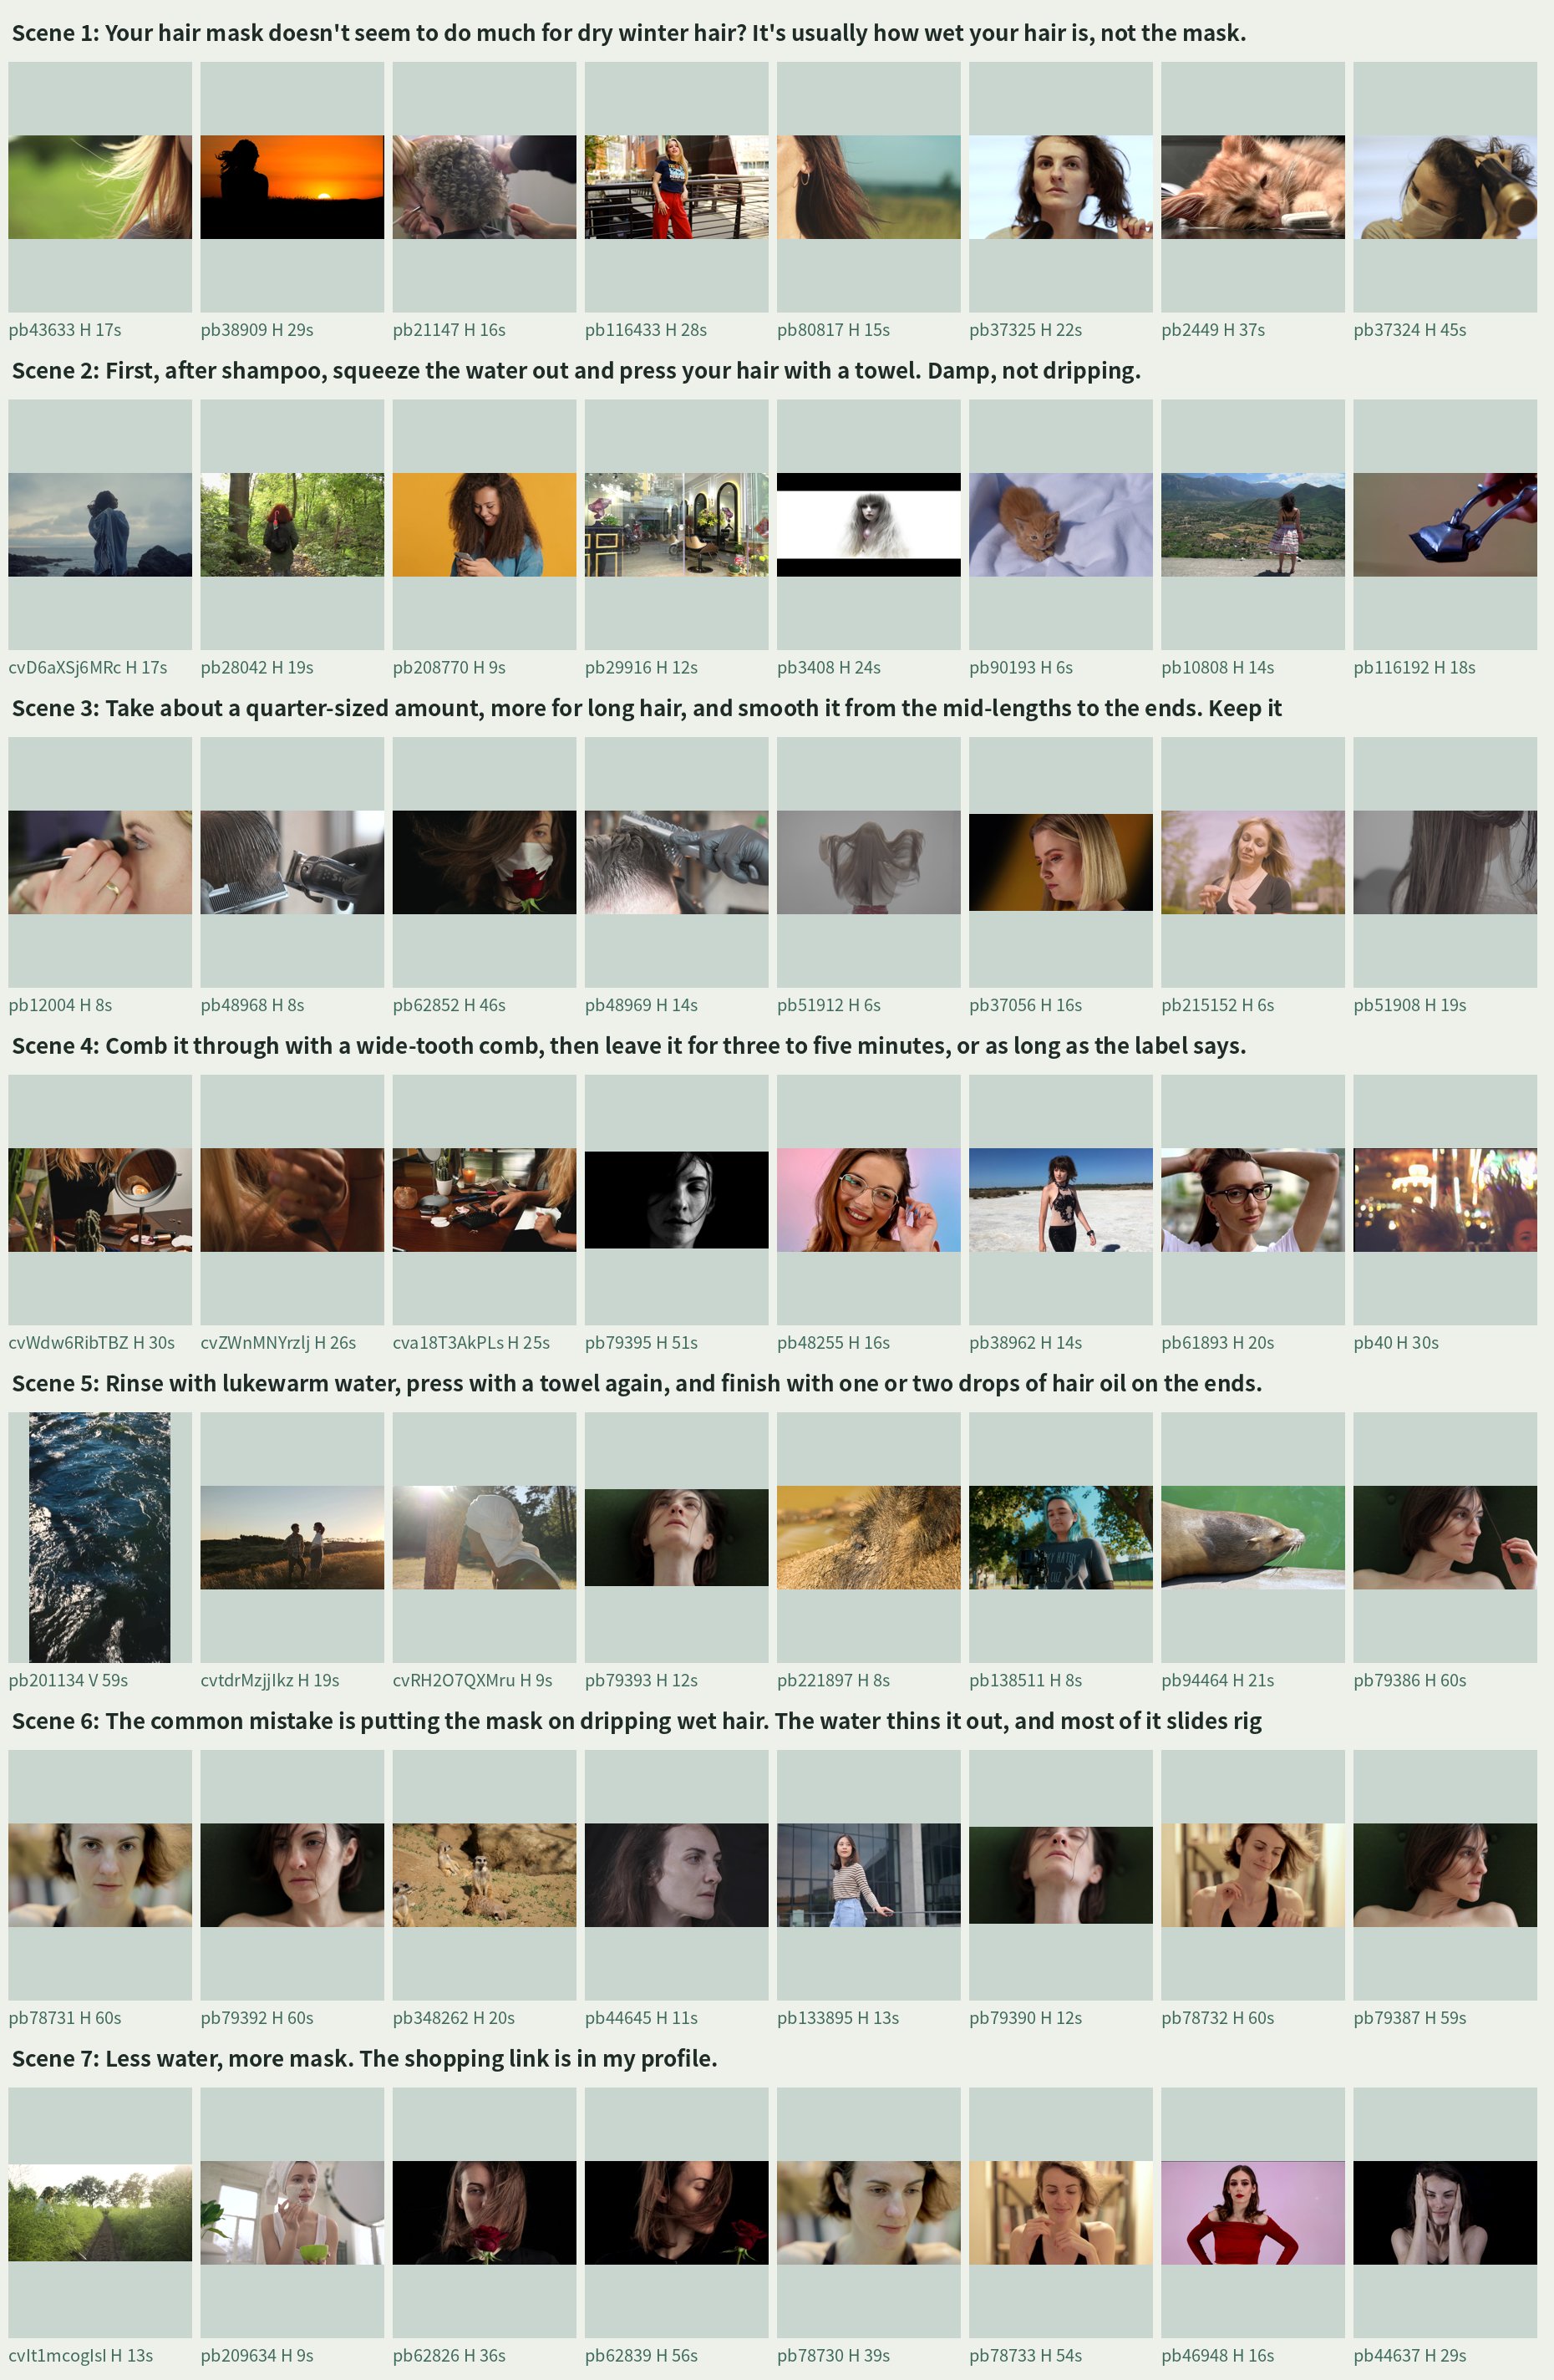 Scene 1: Your hair mask doesn't seem to do much for dry winter hair? It's usually how wet your hair is, not the mask.
pb43633 H 17s
pb38909 H 29s
pb21147 H 16s
pb116433 H 28s
pb80817 H 15s
pb37325 H 22s
pb2449 H 37s
pb37324 H 45s
Scene 2: First, after shampoo, squeeze the water out and press your hair with a towel. Damp, not dripping.
cvD6aXSj6MRc H 17s
pb28042 H 19s
pb208770 H 9s
pb29916 H 12s
pb3408 H 24s
pb90193 H 6s
pb10808 H 14s
pb116192 H 18s
Scene 3: Take about a quarter-sized amount, more for long hair, and smooth it from the mid-lengths to the ends. Keep it
pb12004 H 8s
pb48968 H 8s
pb62852 H 46s
pb48969 H 14s
pb51912 H 6s
pb37056 H 16s
pb215152 H 6s
pb51908 H 19s
Scene 4: Comb it through with a wide-tooth comb, then leave it for three to five minutes, or as long as the label says.
cvWdw6RibTBZ H 30s
cvZWnMNYrzlj H 26s
cva18T3AkPLs H 25s
pb79395 H 51s
pb48255 H 16s
pb38962 H 14s
pb61893 H 20s
pb40 H 30s
Scene 5: Rinse with lukewarm water, press with a towel again, and finish with one or two drops of hair oil on the ends.
pb201134 V 59s
cvtdrMzjjIkz H 19s
cvRH2O7QXMru H 9s
pb79393 H 12s
pb221897 H 8s
pb138511 H 8s
pb94464 H 21s
pb79386 H 60s
Scene 6: The common mistake is putting the mask on dripping wet hair. The water thins it out, and most of it slides rig
pb78731 H 60s
pb79392 H 60s
pb348262 H 20s
pb44645 H 11s
pb133895 H 13s
pb79390 H 12s
pb78732 H 60s
pb79387 H 59s
Scene 7: Less water, more mask. The shopping link is in my profile.
cvIt1mcogIsI H 13s
pb209634 H 9s
pb62826 H 36s
pb62839 H 56s
pb78730 H 39s
pb78733 H 54s
pb46948 H 16s
pb44637 H 29s